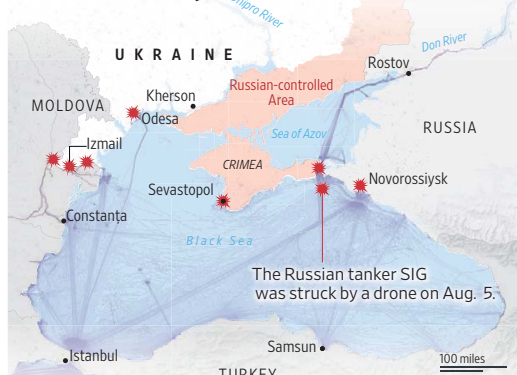 Dnipro River
UKRAINE
Don River
Rostov
Kherson
Russian-controlled
Area
MOLDOVA
Odesa
Sea of Azov
RUSSIA
Izmail
CRIMEA
Sevastopol
Novorossiysk
Constanța
Black Sea
The Russian tanker SIG
was struck by a drone on Aug. 5.
Istanbul
Samsun
100 miles
TURKEY